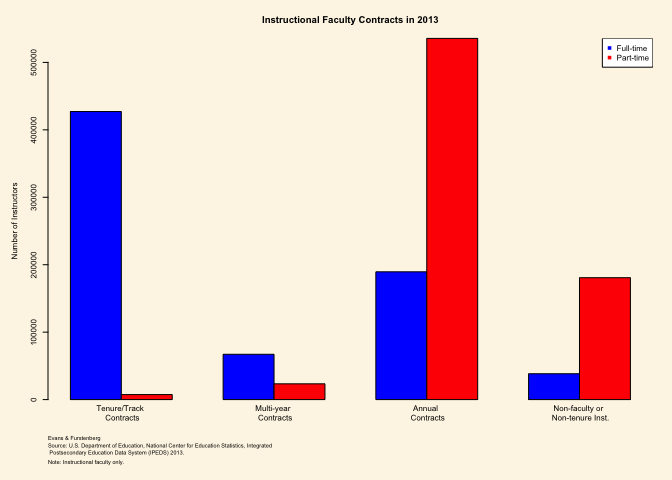 Instructional Faculty Contracts in 2013
Full-time
Part-time
Number of Instructors
500000
400000
300000
200000
100000
0
Tenure/Track
Contracts
Multi-year
Contracts
Annual
Contracts
Non-faculty or
Non-tenure Inst.
Evans & Furstenberg
Source: U.S. Department of Education, National Center for Education Statistics, Integrated
Postsecondary Education Data System (IPEDS) 2013.
Note: Instructional faculty only.